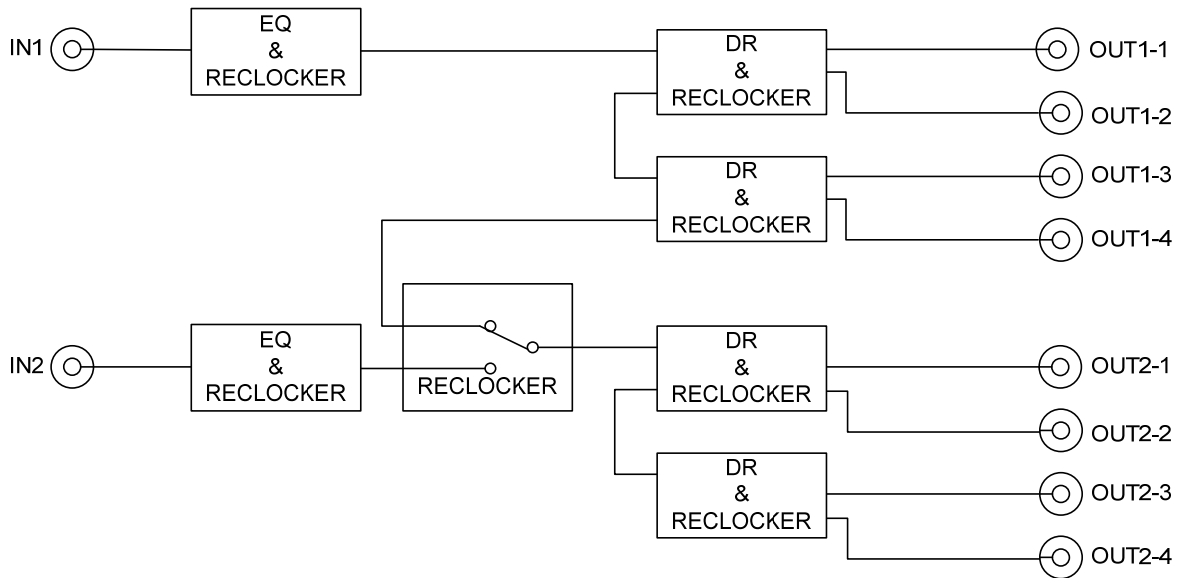 IN1
EQ
&
RECLOCKER
DR
&
RECLOCKER
OUT1-1
OUT1-2
DR
&
RECLOCKER
OUT1-3
OUT1-4
IN2
EQ
&
RECLOCKER
RECLOCKER
DR
&
RECLOCKER
OUT2-1
OUT2-2
DR
&
RECLOCKER
OUT2-3
OUT2-4